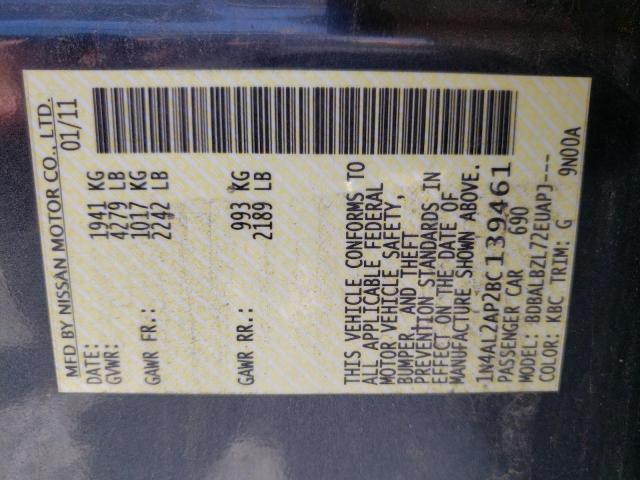 MFD BY NISSAN MOTOR CO., LTD.
DATE: 01/11
GVWR: 1941 KG
4279 LB
GAWR FR.: 1017 KG
2242 LB
GAWR RR.: 993 KG
2189 LB
THIS VEHICLE CONFORMS TO
ALL APPLICABLE FEDERAL
MOTOR VEHICLE SAFETY,
BUMPER, AND THEFT
PREVENTION STANDARDS IN
EFFECT ON THE DATE OF
MANUFACTURE SHOWN ABOVE.
1N4AL2AP2BC139461
PASSENGER CAR 690
MODEL: BDBALBZL72EUAPJ---
COLOR: KBC TRIM: G 9N00A